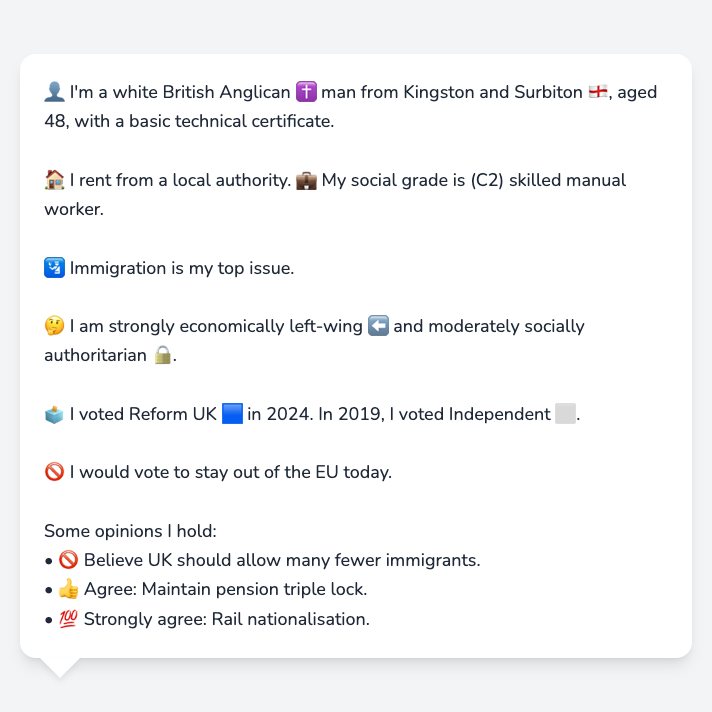 👤 I'm a white British Anglican ✝️ man from Kingston and Surbiton 🏴󠁧󠁢󠁥󠁮󠁧󠁿, aged
48, with a basic technical certificate.
🏠 I rent from a local authority. 💼 My social grade is (C2) skilled manual
worker.
🛂 Immigration is my top issue.
🤔 I am strongly economically left-wing ⬅️ and moderately socially
authoritarian 🔒.
🗳️ I voted Reform UK 🟦 in 2024. In 2019, I voted Independent ⬜.
🚫 I would vote to stay out of the EU today.
Some opinions I hold:
• 🚫 Believe UK should allow many fewer immigrants.
• 👍 Agree: Maintain pension triple lock.
• 💯 Strongly agree: Rail nationalisation.